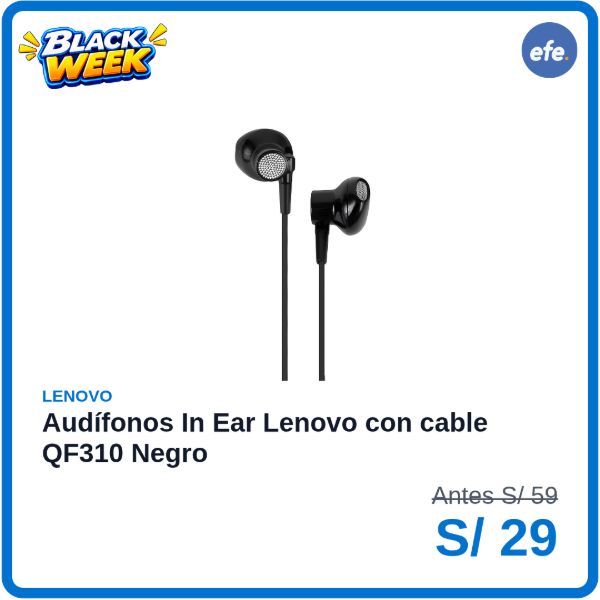 BLACK
WEEK
efe.
LENOVO
Audífonos In Ear Lenovo con cable
QF310 Negro
Antes S/ 59
S/ 29